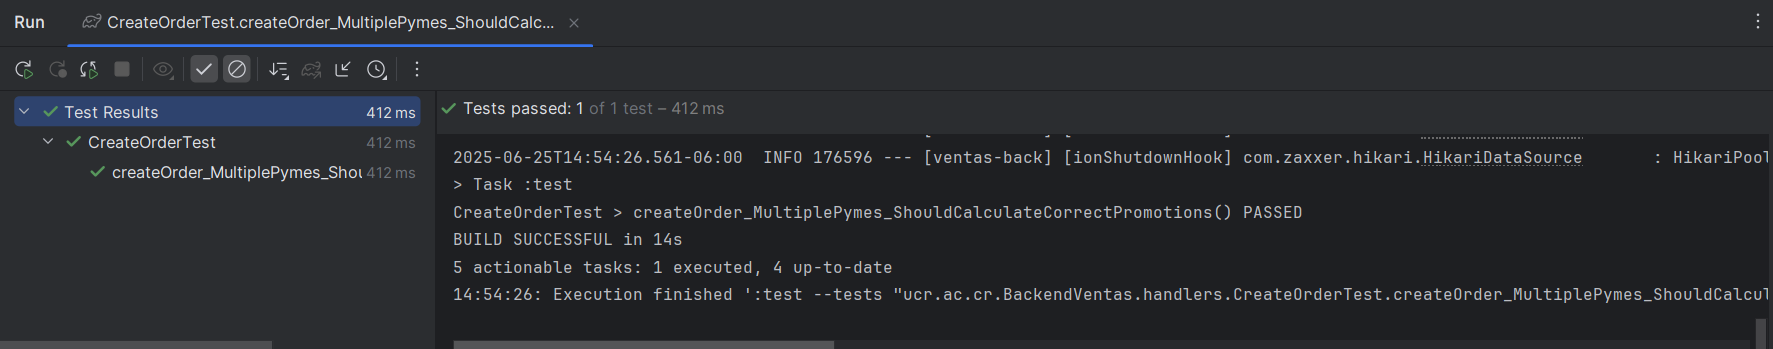 Run
CreateOrderTest.createOrder_MultiplePymes_ShouldCalc...
Test Results 412 ms
CreateOrderTest 412 ms
createOrder_MultiplePymes_Shou 412 ms
Tests passed: 1 of 1 test – 412 ms
2025-06-25T14:54:26.561-06:00  INFO 176596 --- [ventas-back] [ionShutdownHook] com.zaxxer.hikari.HikariDataSource       : HikariPool
> Task :test
CreateOrderTest > createOrder_MultiplePymes_ShouldCalculateCorrectPromotions() PASSED
BUILD SUCCESSFUL in 14s
5 actionable tasks: 1 executed, 4 up-to-date
14:54:26: Execution finished ':test --tests "ucr.ac.cr.BackendVentas.handlers.CreateOrderTest.createOrder_MultiplePymes_ShouldCalcul